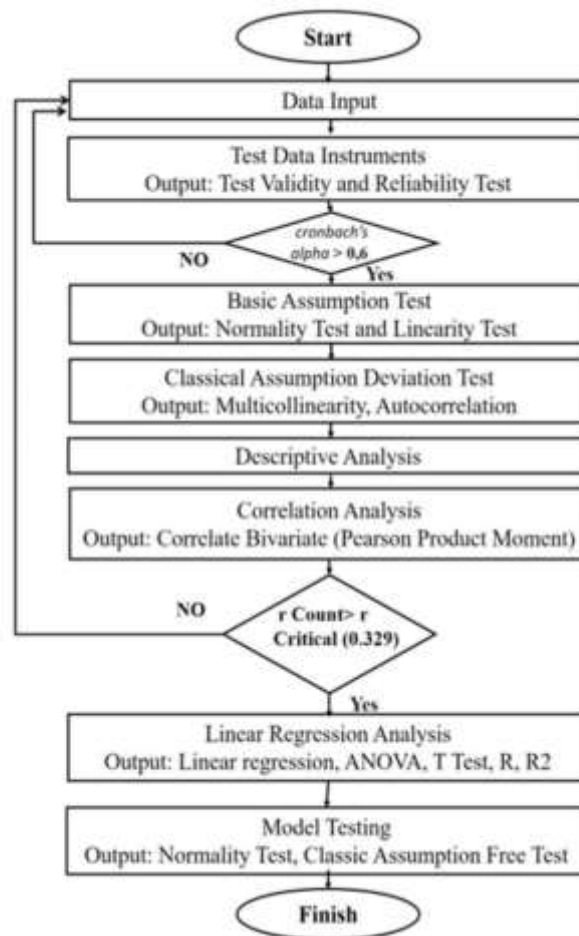 Start
Data Input
Test Data Instruments
Output: Test Validity and Reliability Test
cronbach's
alpha > 0,6
NO
Yes
Basic Assumption Test
Output: Normality Test and Linearity Test
Classical Assumption Deviation Test
Output: Multicollinearity, Autocorrelation
Descriptive Analysis
Correlation Analysis
Output: Correlate Bivariate (Pearson Product Moment)
NO
r Count> r
Critical (0.329)
Yes
Linear Regression Analysis
Output: Linear regression, ANOVA, T Test, R, R2
Model Testing
Output: Normality Test, Classic Assumption Free Test
Finish